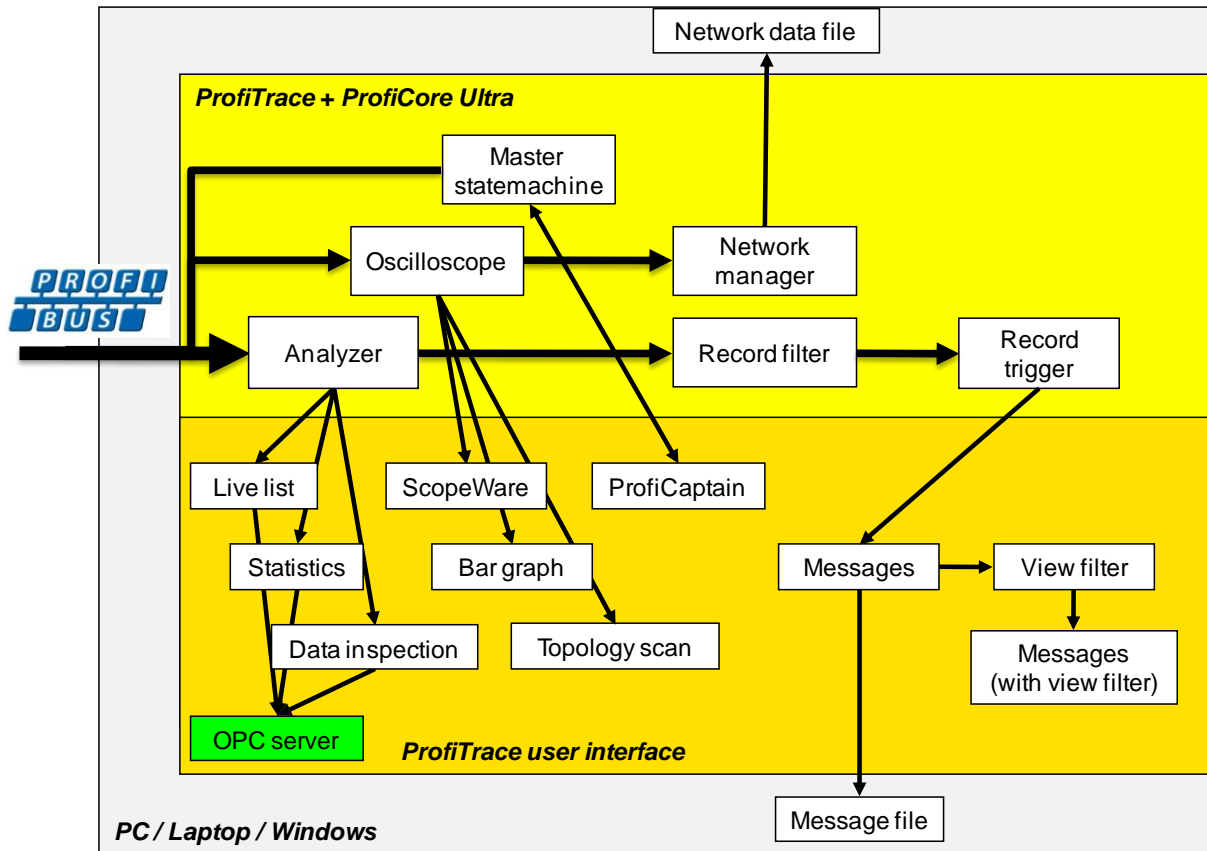 Network data file
ProfiTrace + ProfiCore Ultra
Master
statemachine
Oscilloscope
Network
manager
PROFI
BUS
Analyzer
Record filter
Record
trigger
Live list
ScopeWare
ProfiCaptain
Statistics
Bar graph
Messages
View filter
Data inspection
Topology scan
Messages
(with view filter)
OPC server
ProfiTrace user interface
Message file
PC / Laptop / Windows